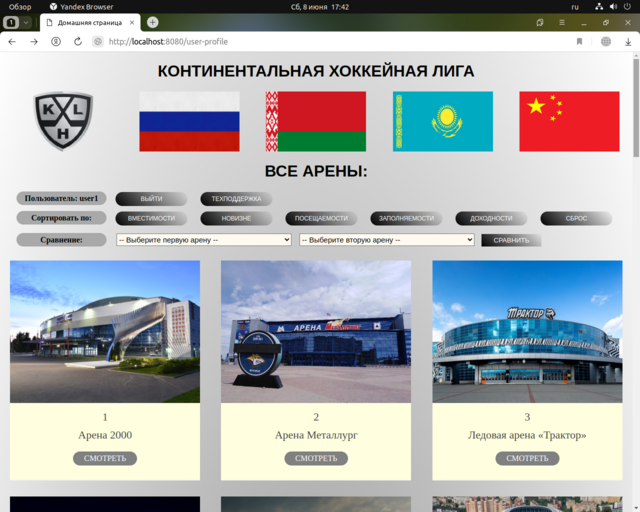 Обзор Yandex Browser Сб, 8 июня 17:42 ru
1 Домашняя страница
http://localhost:8080/user-profile
КОНТИНЕНТАЛЬНАЯ ХОККЕЙНАЯ ЛИГА
K L
H
ВСЕ АРЕНЫ:
Пользователь: user1 ВЫЙТИ ТЕХПОДДЕРЖКА
Сортировать по: ВМЕСТИМОСТИ НОВИЗНЕ ПОСЕЩАЕМОСТИ ЗАПОЛНЯЕМОСТИ ДОХОДНОСТИ СБРОС
Сравнение: -- Выберите первую арену -- -- Выберите вторую арену -- СРАВНИТЬ
АРЕНА Металлург
Трактор
1
Арена 2000
СМОТРЕТЬ
2
Арена Металлург
СМОТРЕТЬ
3
Ледовая арена «Трактор»
СМОТРЕТЬ